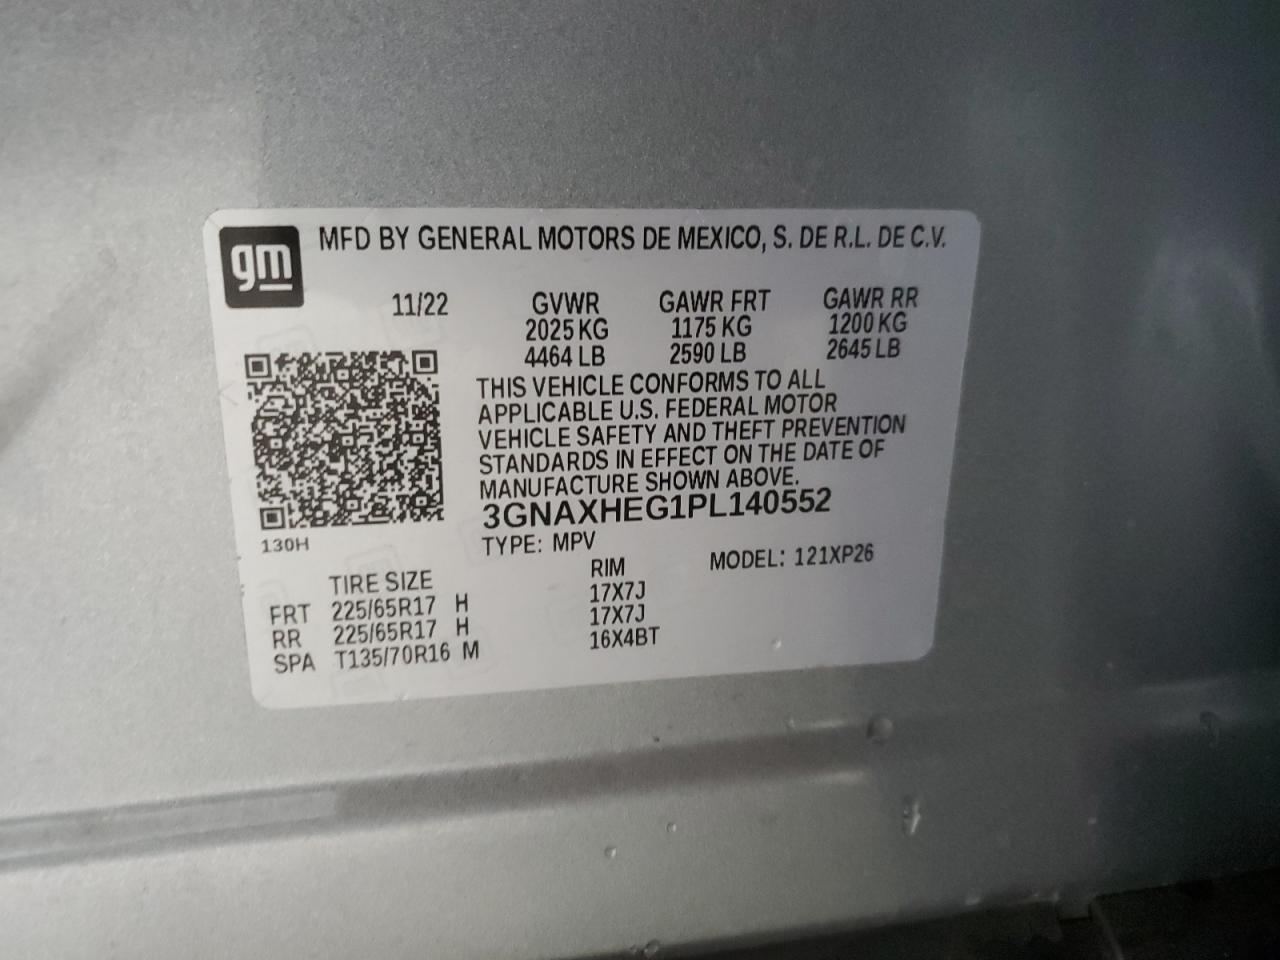 gm
MFD BY GENERAL MOTORS DE MEXICO, S. DE R.L. DE C.V.
11/22 GVWR GAWR FRT GAWR RR
2025 KG 1175 KG 1200 KG
4464 LB 2590 LB 2645 LB
THIS VEHICLE CONFORMS TO ALL
APPLICABLE U.S. FEDERAL MOTOR
VEHICLE SAFETY AND THEFT PREVENTION
STANDARDS IN EFFECT ON THE DATE OF
MANUFACTURE SHOWN ABOVE.
3GNAXHEG1PL140552
130H
TYPE: MPV MODEL: 121XP26
TIRE SIZE RIM
FRT 225/65R17 H 17X7J
RR 225/65R17 H 17X7J
SPA T135/70R16 M 16X4BT